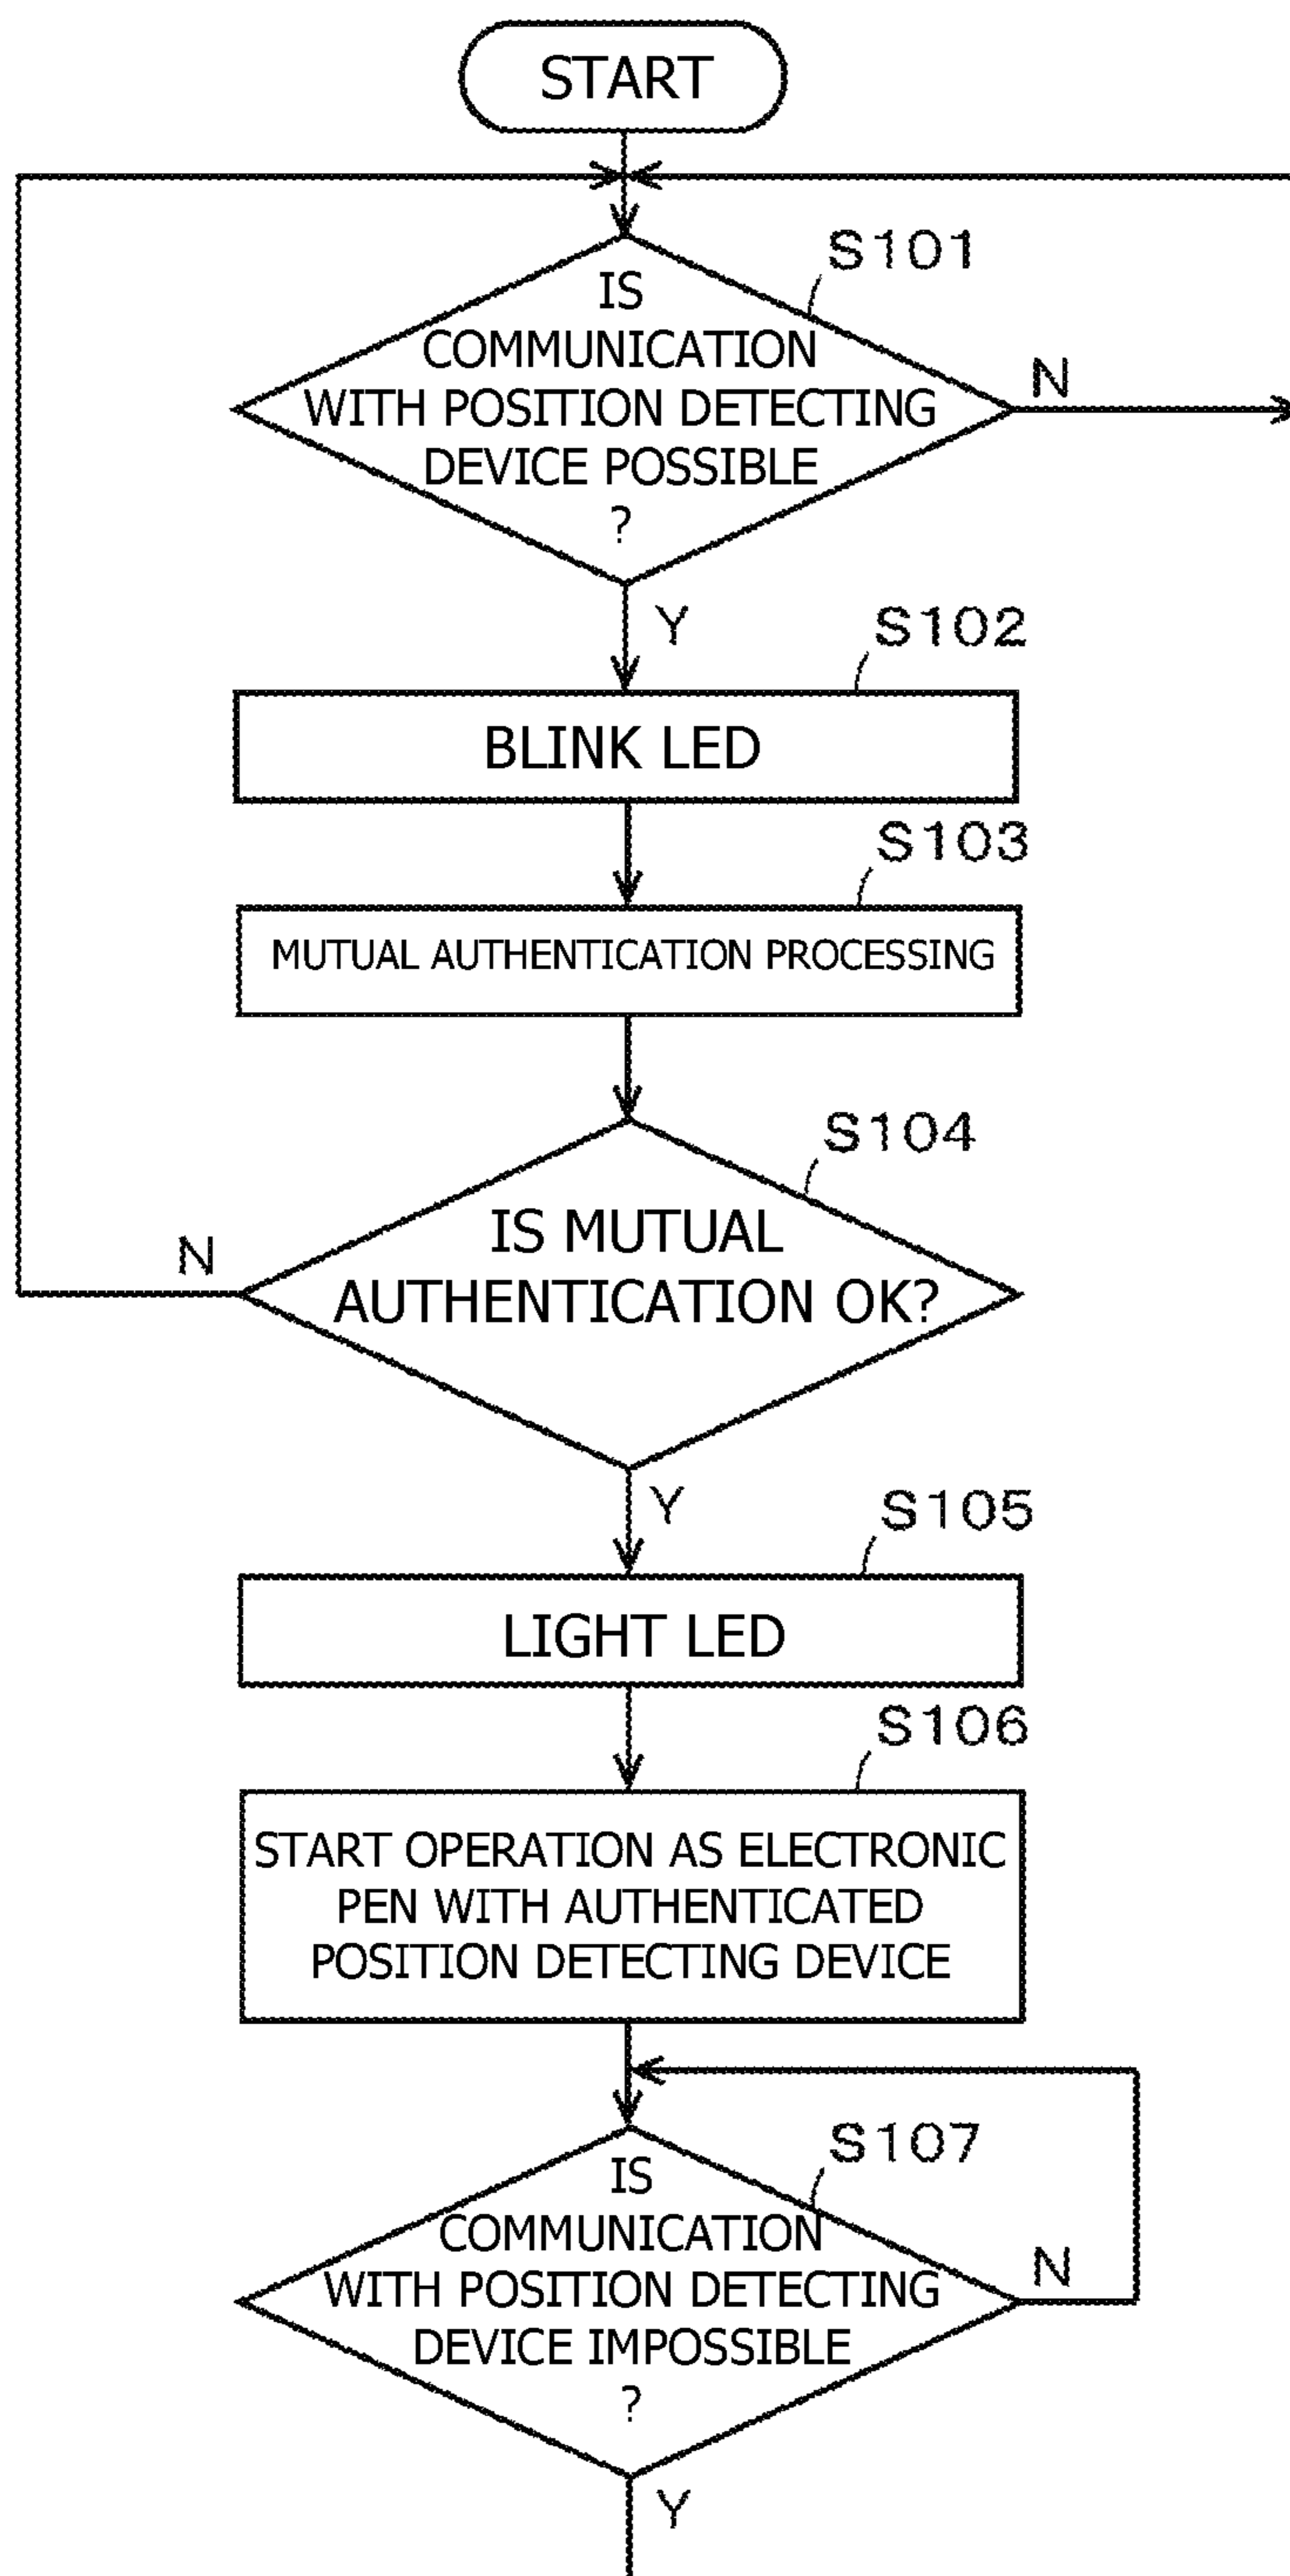 START
S101
IS
COMMUNICATION
WITH POSITION DETECTING
DEVICE POSSIBLE
?
N
Y
S102
BLINK LED
S103
MUTUAL AUTHENTICATION PROCESSING
S104
IS MUTUAL
AUTHENTICATION OK?
N
Y
S105
LIGHT LED
S106
START OPERATION AS ELECTRONIC
PEN WITH AUTHENTICATED
POSITION DETECTING DEVICE
S107
IS
COMMUNICATION
WITH POSITION DETECTING
DEVICE IMPOSSIBLE
?
N
Y